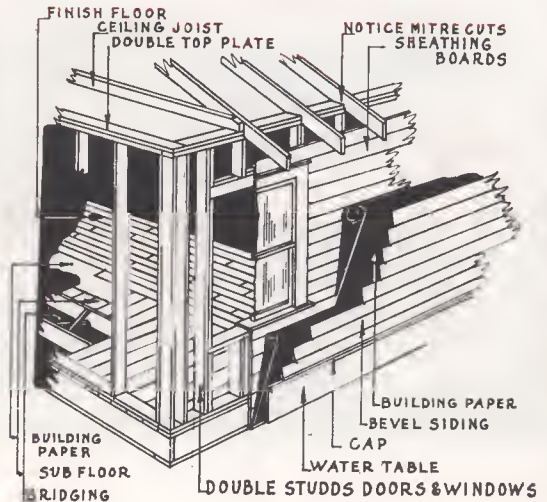 FINISH FLOOR
CEILING JOIST
DOUBLE TOP PLATE
NOTICE MITRE CUTS
SHEATHING
BOARDS
BUILDING PAPER
BEVEL SIDING
CAP
WATER TABLE
DOUBLE STUDDS DOORS & WINDOWS
BUILDING
PAPER
SUB FLOOR
BRIDGING